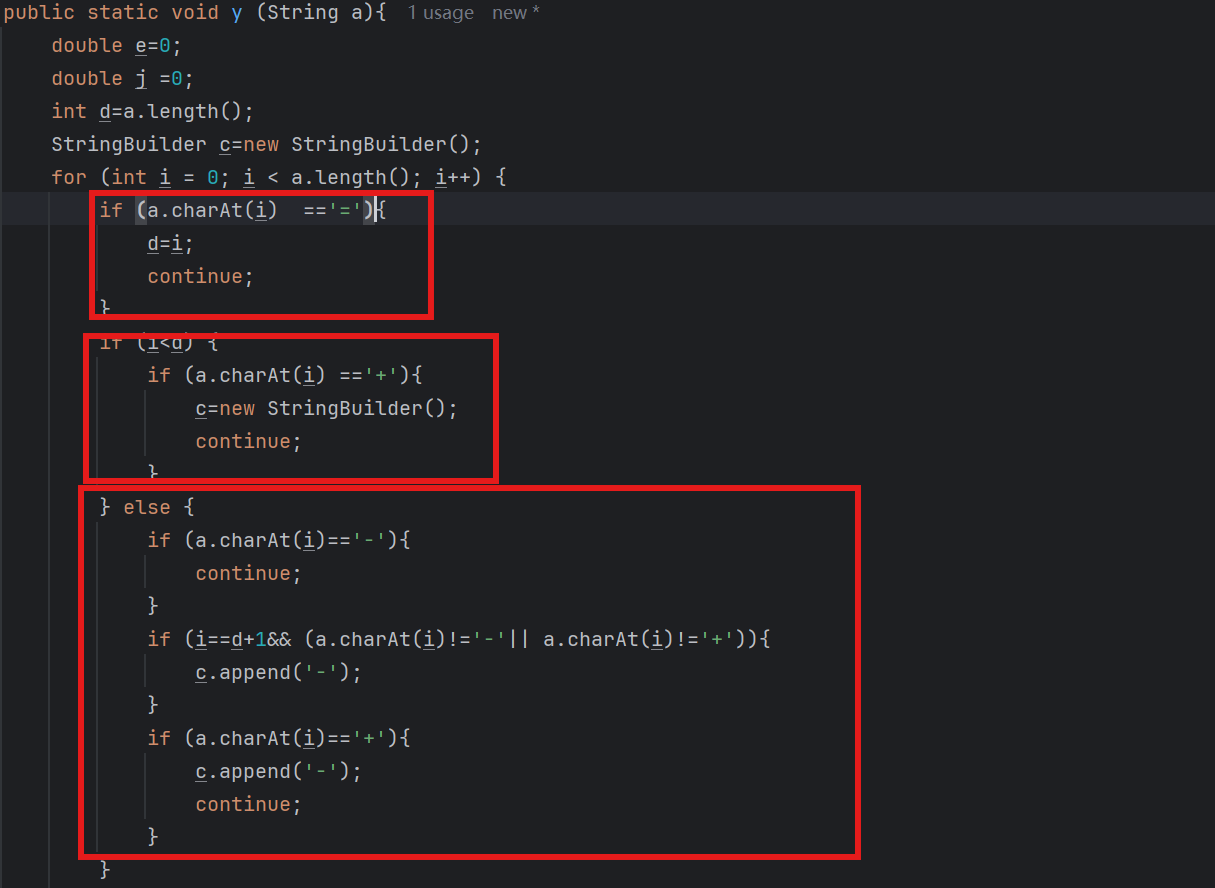 public static void y (String a){ 1 usage new *
    double e=0;
    double j =0;
    int d=a.length();
    StringBuilder c=new StringBuilder();
    for (int i = 0; i < a.length(); i++) {
        if (a.charAt(i)  =='='){
            d=i;
            continue;
        }
        if (i<d) {
            if (a.charAt(i) =='+'){
                c=new StringBuilder();
                continue;
            }
        } else {
            if (a.charAt(i)=='-'){
                continue;
            }
            if (i==d+1&& (a.charAt(i)!='-'|| a.charAt(i)!='+')){
                c.append('-');
            }
            if (a.charAt(i)=='+'){
                c.append('-');
                continue;
            }
        }